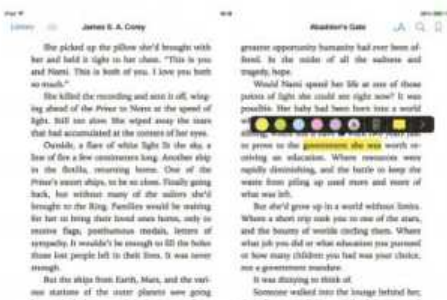 Library
James S. A. Corey
Abaddon's Gate
She picked up the pillow she'd brought with
her and held it tight to her chest. "This is you
and Nami. This is both of you. I love you both
so much."
She killed the recording and sent it off, wing-
ing ahead of the Prince to Nono at the speed of
light. Still too slow. She wiped away the tears
that had accumulated at the corners of her eyes.
Outside, a flare of white light lit the sky, a
line of fire a few centimeters long. Another ship
in the flotilla, returning home. One of the
Prince's escort ships, to be so close. Finally going
back, but without many of the sailors she'd
brought to the Ring. Families would be waiting
for her to bring their loved ones home, only to
receive flags, posthumous medals, letters of
sympathy. It wouldn't be enough to fill the holes
those lost people left in their lives. It was never
enough.
But the ships from Earth, Mars, and the vari-
ous stations of the outer planets were going
greatest opportunity humanity had ever been of-
fered. In the midst of all the sadness and
tragedy, hope.
Would Nami spend her life at one of those
points of light she could see right now? It was
possible. Her baby had been born into a world
to prove to the government she was worth re-
ceiving an education. Where resources were
rapidly diminishing, and the battle to keep the
waste from piling up used more and more of
what was left.
But she'd grow up in a world without limits.
Where a short trip took you to one of the stars,
and the bounty of worlds circling them. Where
what job you did or what education you pursued
or how many children you had was your choice,
not a government mandate.
It was dizzying to think of.
Someone walked into the lounge behind her,